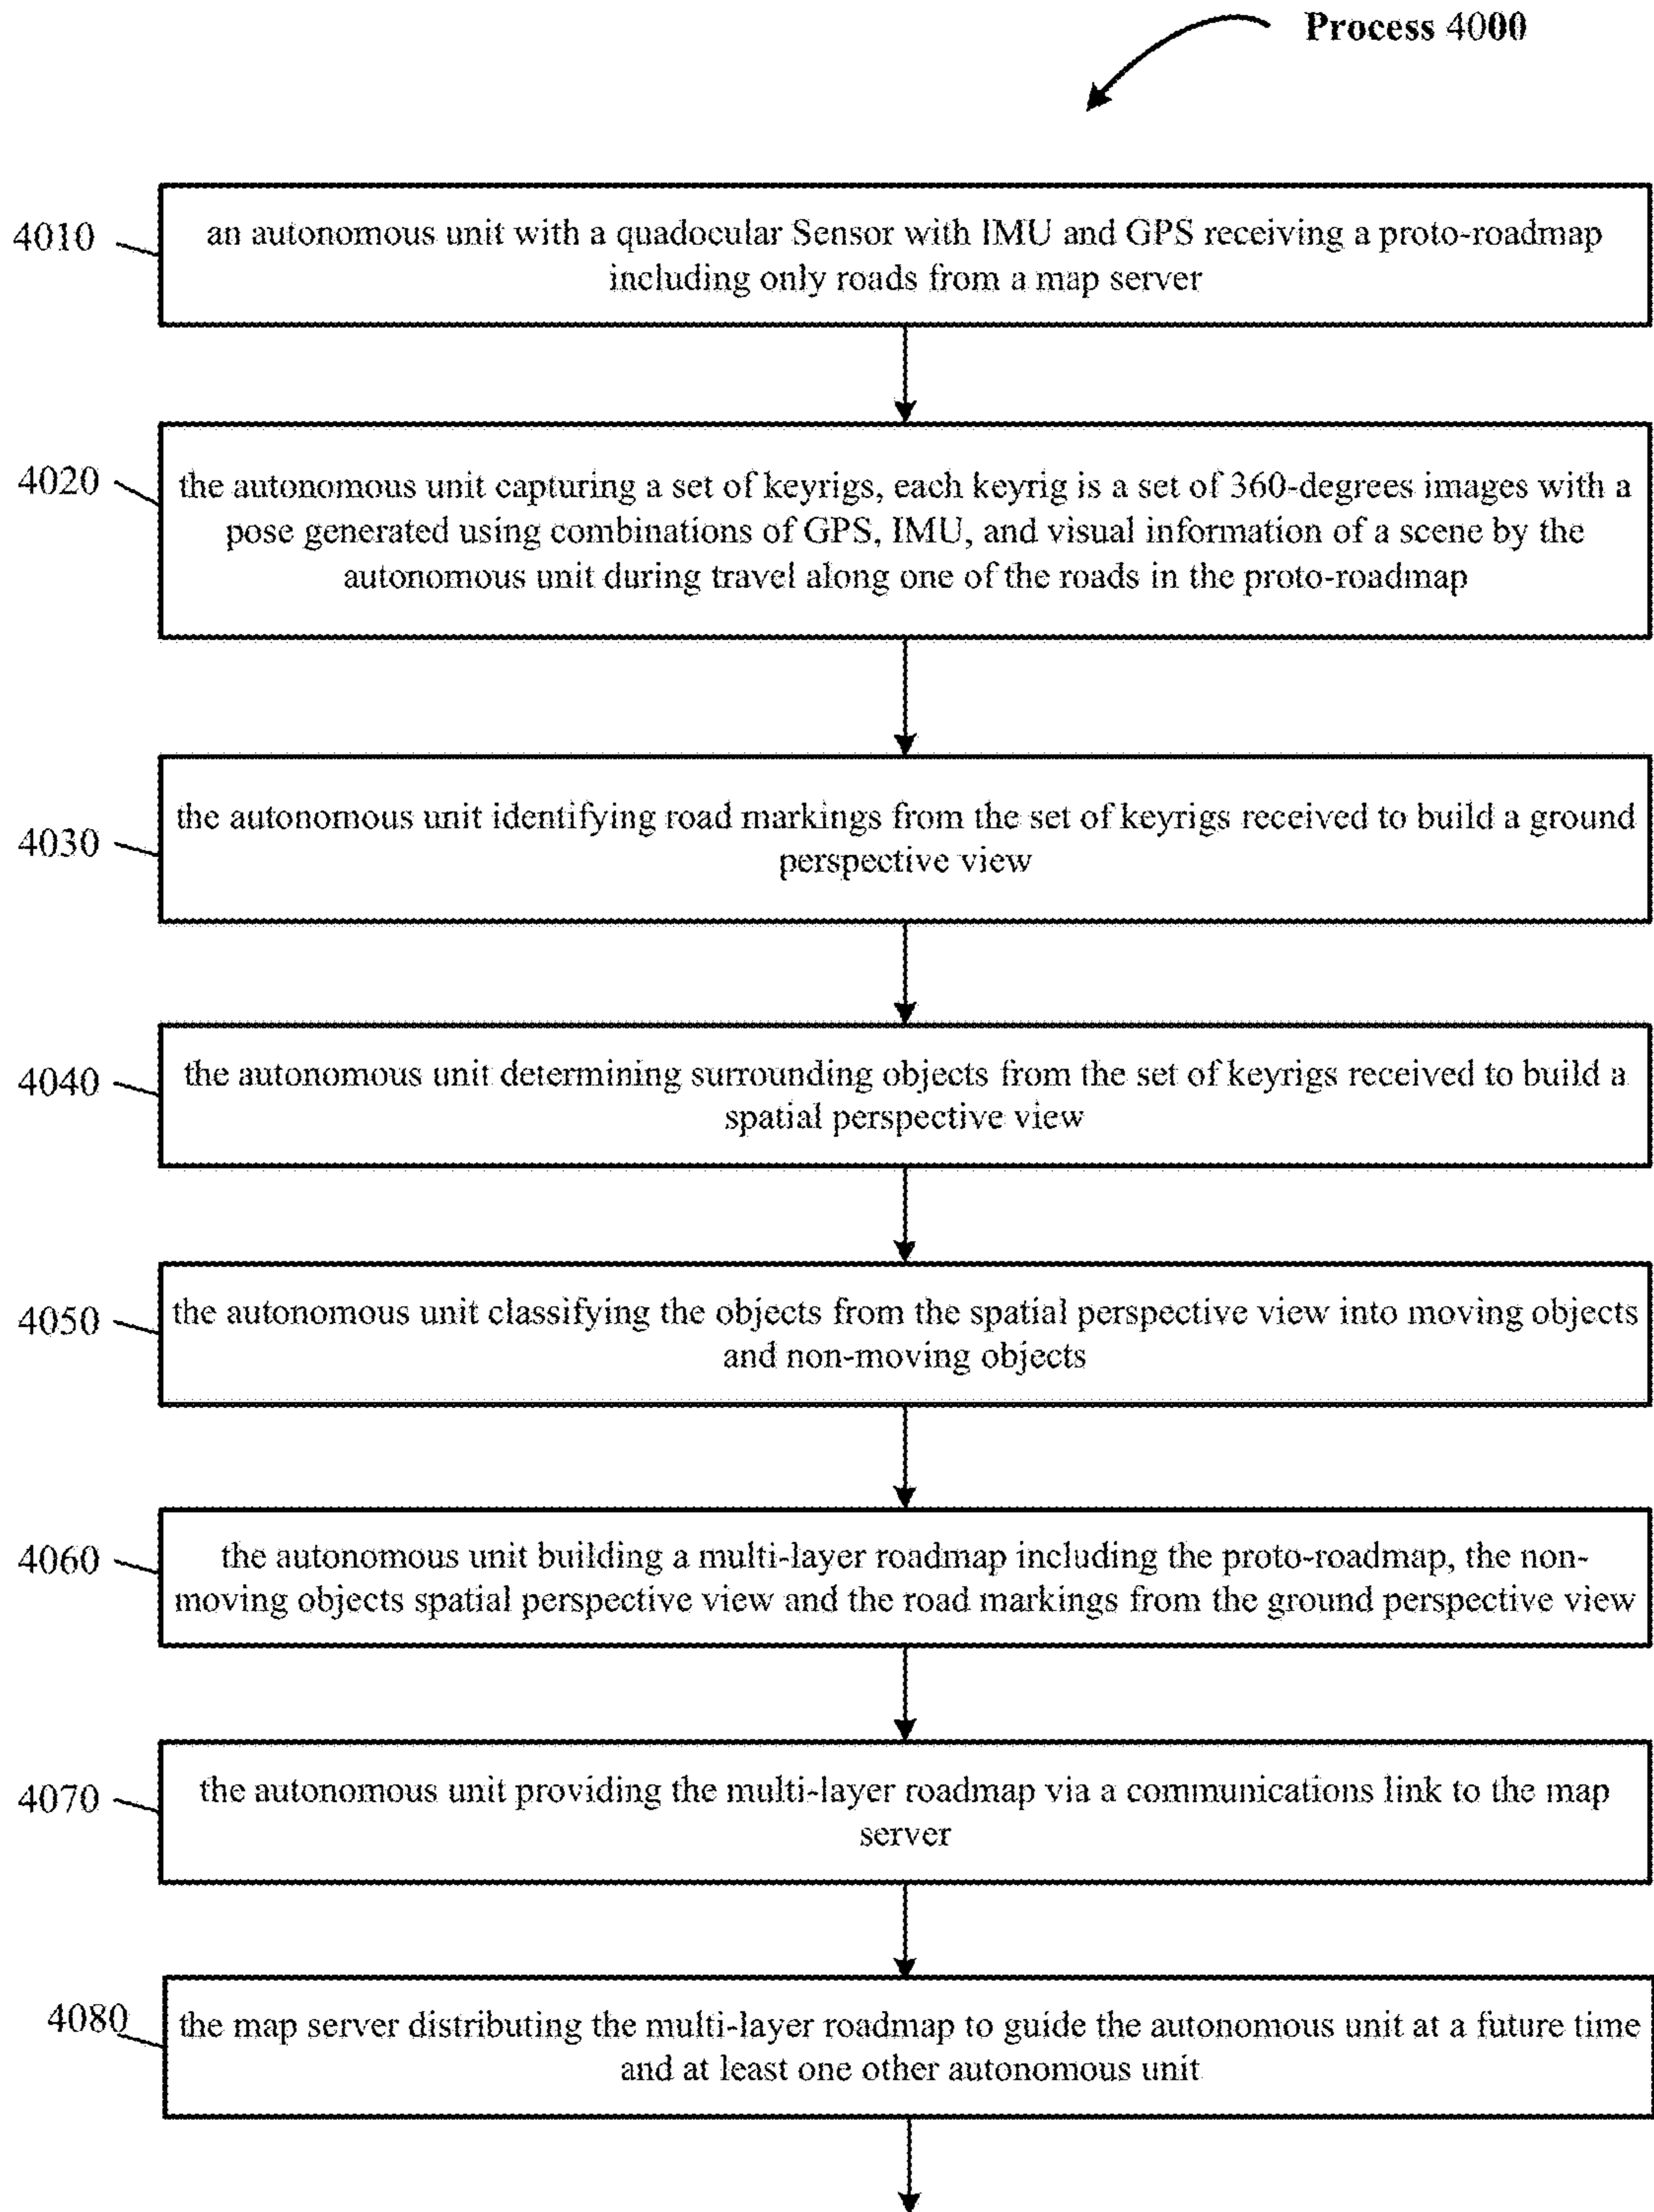 Process 4000
4010
an autonomous unit with a quadocular Sensor with IMU and GPS receiving a proto-roadmap
including only roads from a map server
4020
the autonomous unit capturing a set of keyrigs, each keyrig is a set of 360-degrees images with a
pose generated using combinations of GPS, IMU, and visual information of a scene by the
autonomous unit during travel along one of the roads in the proto-roadmap
4030
the autonomous unit identifying road markings from the set of keyrigs received to build a ground
perspective view
4040
the autonomous unit determining surrounding objects from the set of keyrigs received to build a
spatial perspective view
4050
the autonomous unit classifying the objects from the spatial perspective view into moving objects
and non-moving objects
4060
the autonomous unit building a multi-layer roadmap including the proto-roadmap, the non-
moving objects spatial perspective view and the road markings from the ground perspective view
4070
the autonomous unit providing the multi-layer roadmap via a communications link to the map
server
4080
the map server distributing the multi-layer roadmap to guide the autonomous unit at a future time
and at least one other autonomous unit